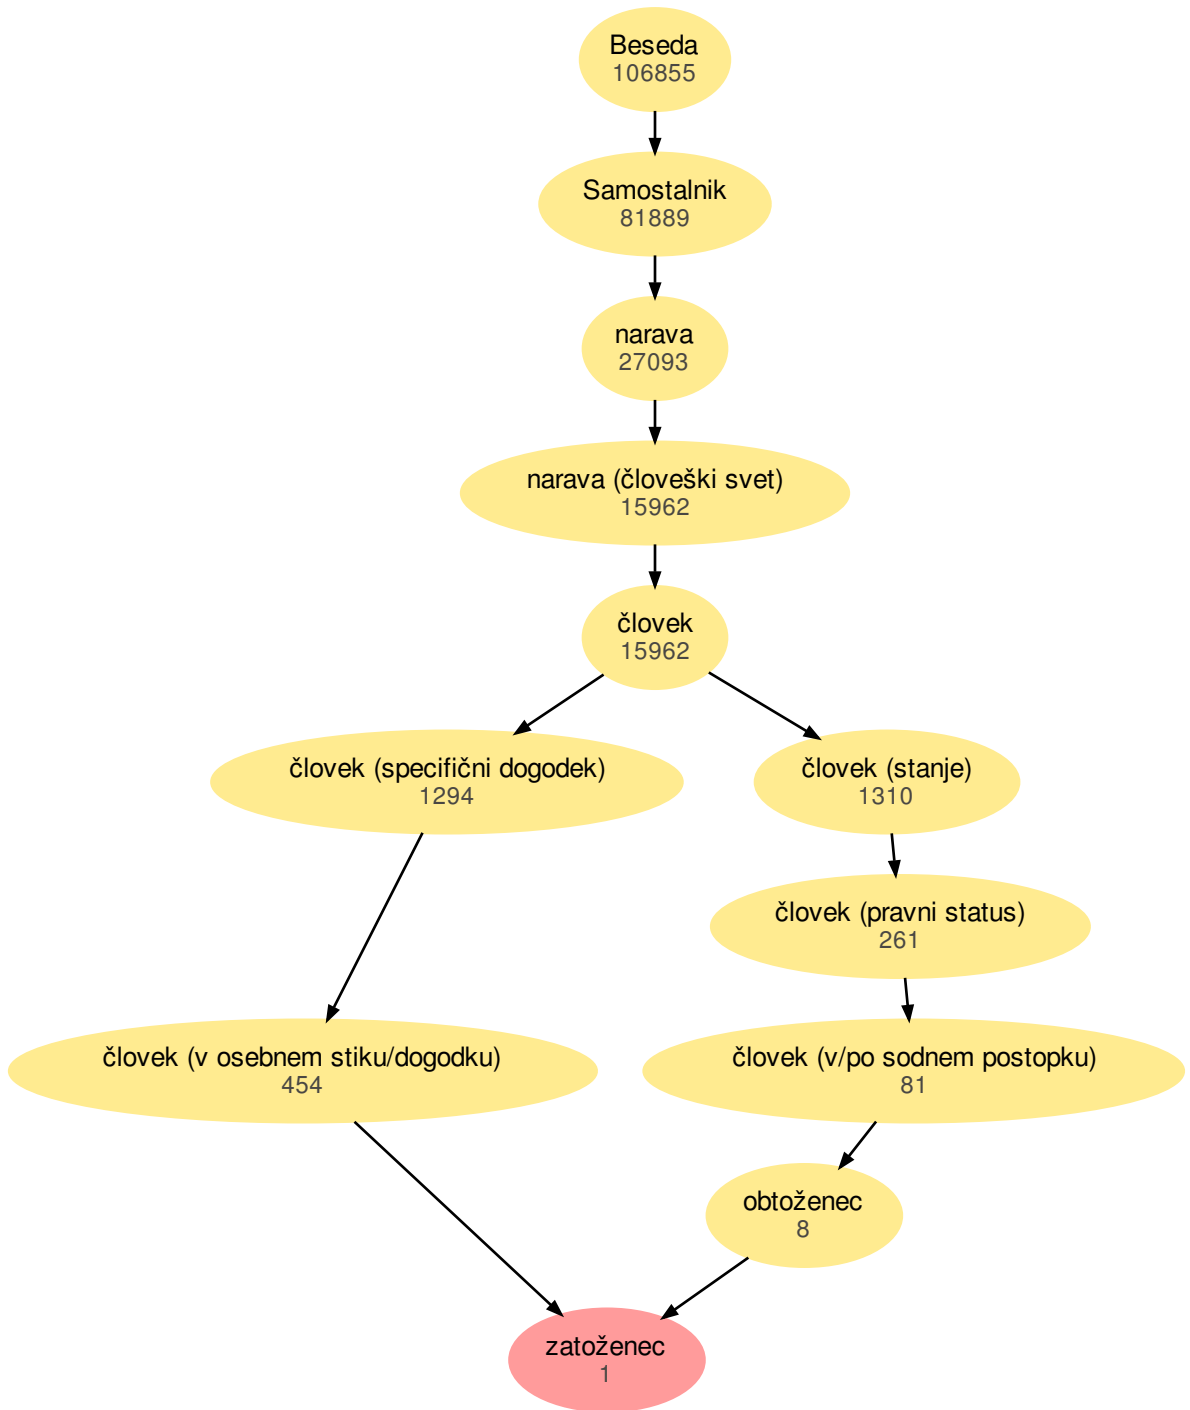 Beseda
106855
Samostalnik
81889
narava
27093
narava (človeški svet)
15962
človek
15962
človek (specifični dogodek)
1294
človek (stanje)
1310
človek (pravni status)
261
človek (v osebnem stiku/dogodku)
454
človek (v/po sodnem postopku)
81
obtoženec
8
zatoženec
1